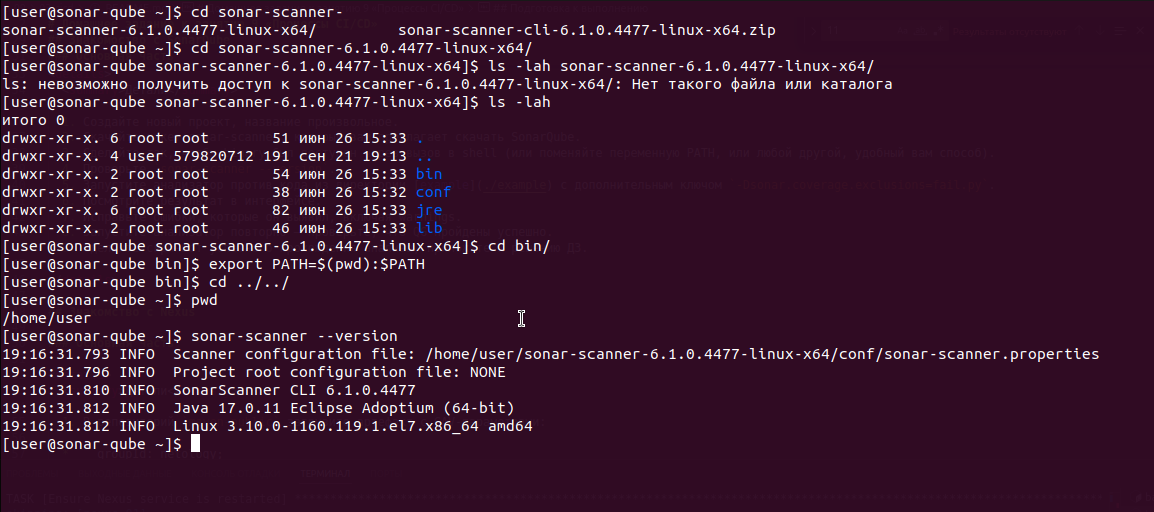 [user@sonar-qube ~]$ cd sonar-scanner-
sonar-scanner-6.1.0.4477-linux-x64/          sonar-scanner-cli-6.1.0.4477-linux-x64.zip
[user@sonar-qube ~]$ cd sonar-scanner-6.1.0.4477-linux-x64/
[user@sonar-qube sonar-scanner-6.1.0.4477-linux-x64]$ ls -lah sonar-scanner-6.1.0.4477-linux-x64/
ls: невозможно получить доступ к sonar-scanner-6.1.0.4477-linux-x64/: Нет такого файла или каталога
[user@sonar-qube sonar-scanner-6.1.0.4477-linux-x64]$ ls -lah
итого 0
drwxr-xr-x. 6 root root       51 июн 26 15:33 .
drwxr-xr-x. 4 user 579820712 191 сен 21 19:13 ..
drwxr-xr-x. 2 root root       54 июн 26 15:33 bin
drwxr-xr-x. 2 root root       38 июн 26 15:32 conf
drwxr-xr-x. 6 root root       82 июн 26 15:33 jre
drwxr-xr-x. 2 root root       46 июн 26 15:33 lib
[user@sonar-qube sonar-scanner-6.1.0.4477-linux-x64]$ cd bin/
[user@sonar-qube bin]$ export PATH=$(pwd):$PATH
[user@sonar-qube bin]$ cd ../../
[user@sonar-qube ~]$ pwd
/home/user
[user@sonar-qube ~]$ sonar-scanner --version
19:16:31.793 INFO  Scanner configuration file: /home/user/sonar-scanner-6.1.0.4477-linux-x64/conf/sonar-scanner.properties
19:16:31.796 INFO  Project root configuration file: NONE
19:16:31.810 INFO  SonarScanner CLI 6.1.0.4477
19:16:31.812 INFO  Java 17.0.11 Eclipse Adoptium (64-bit)
19:16:31.812 INFO  Linux 3.10.0-1160.119.1.el7.x86_64 amd64
[user@sonar-qube ~]$